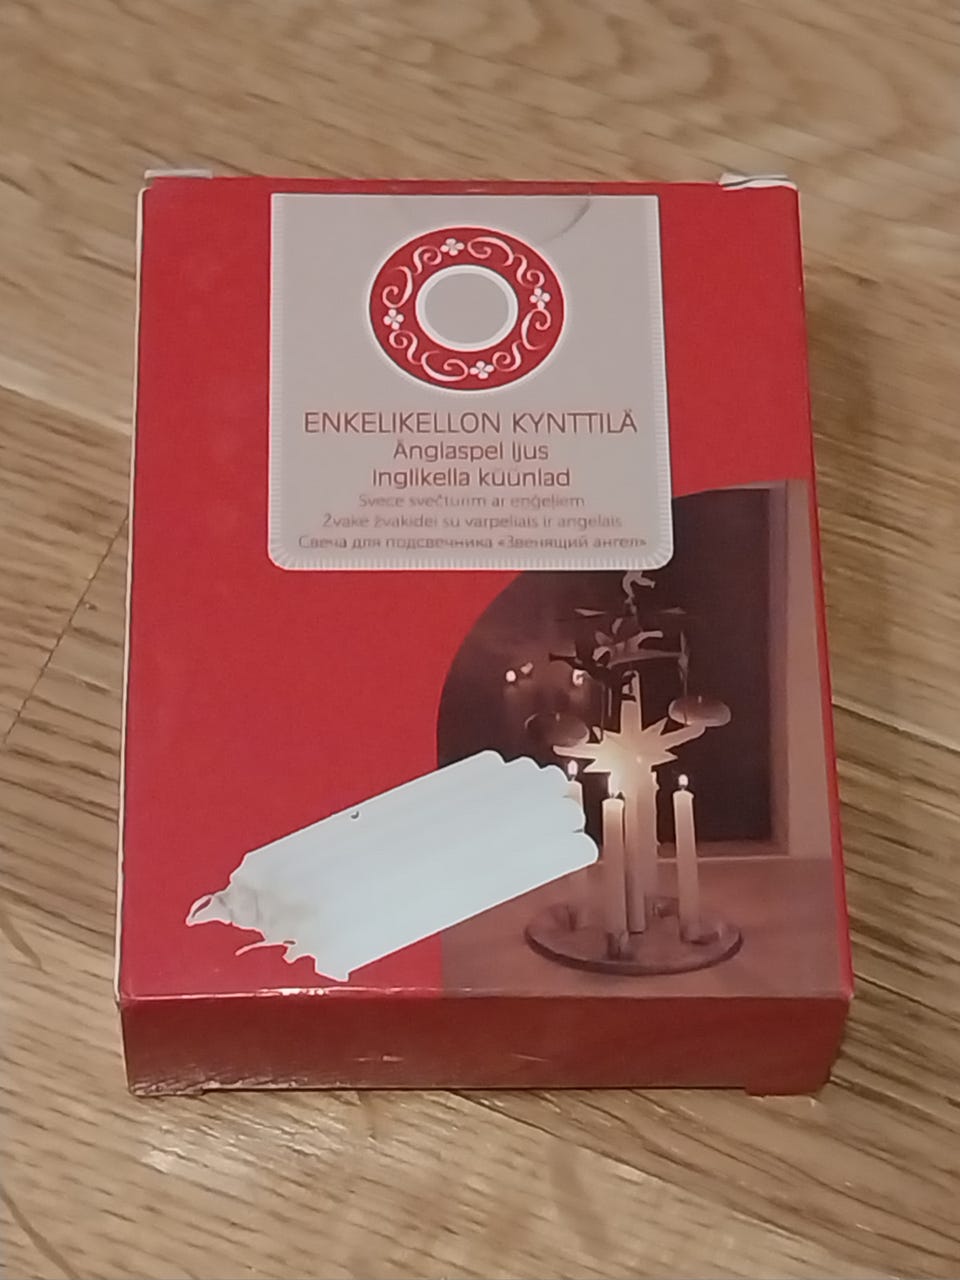 ENKELIKELLON KYNTTILÄ
Änglaspel ljus
Inglikella küünlad
Svece svečturim ar eņģeļiem
Žvakė žvakidei su varpeliais ir angelais
Свеча для подсвечника «Звенящий ангел»